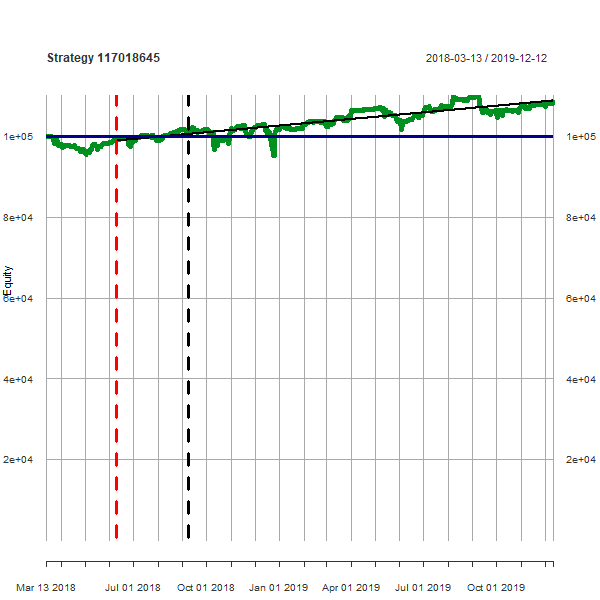 Strategy 117018645
2018-03-13 / 2019-12-12
1e+05 1e+05
8e+04 8e+04
Equity
6e+04 6e+04
4e+04 4e+04
2e+04 2e+04
Mar 13 2018 Jul 01 2018 Oct 01 2018 Jan 01 2019 Apr 01 2019 Jul 01 2019 Oct 01 2019